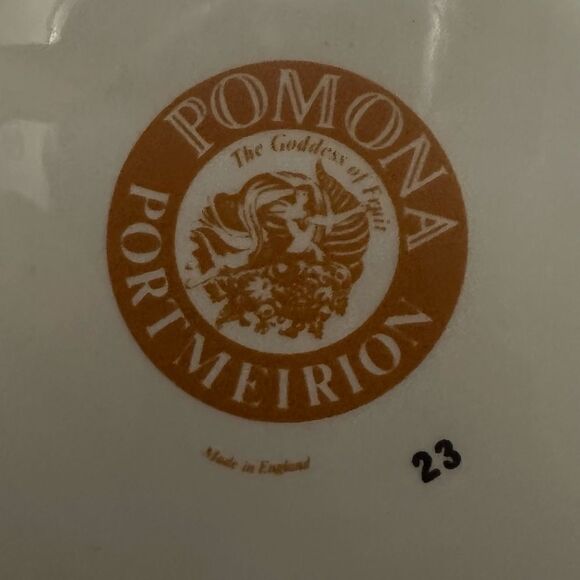 POMONA
The Goddess of Fruit
PORTMEIRION
Made in England
23